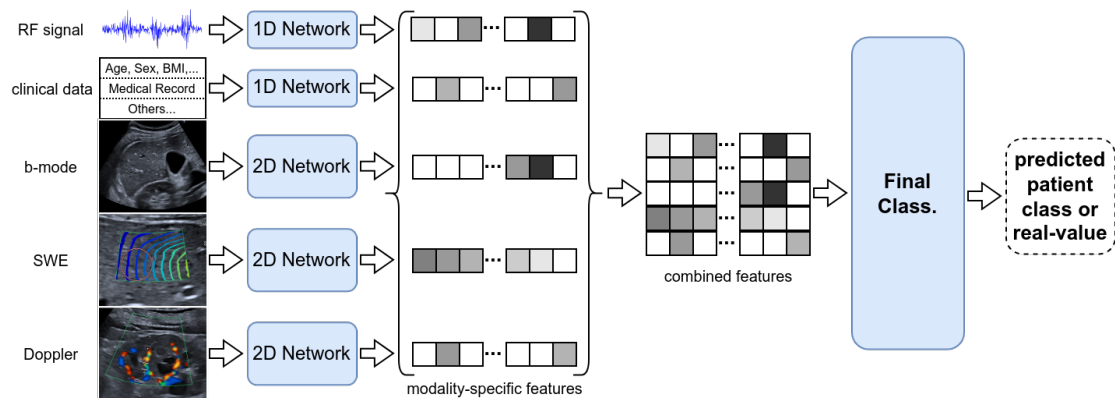 RF signal
1D Network
clinical data
Age, Sex, BMI,...
Medical Record
Others...
1D Network
b-mode
2D Network
SWE
2D Network
Doppler
2D Network
...
...
...
...
...
modality-specific features
...
...
...
...
...
combined features
Final
Class.
predicted
patient
class or
real-value